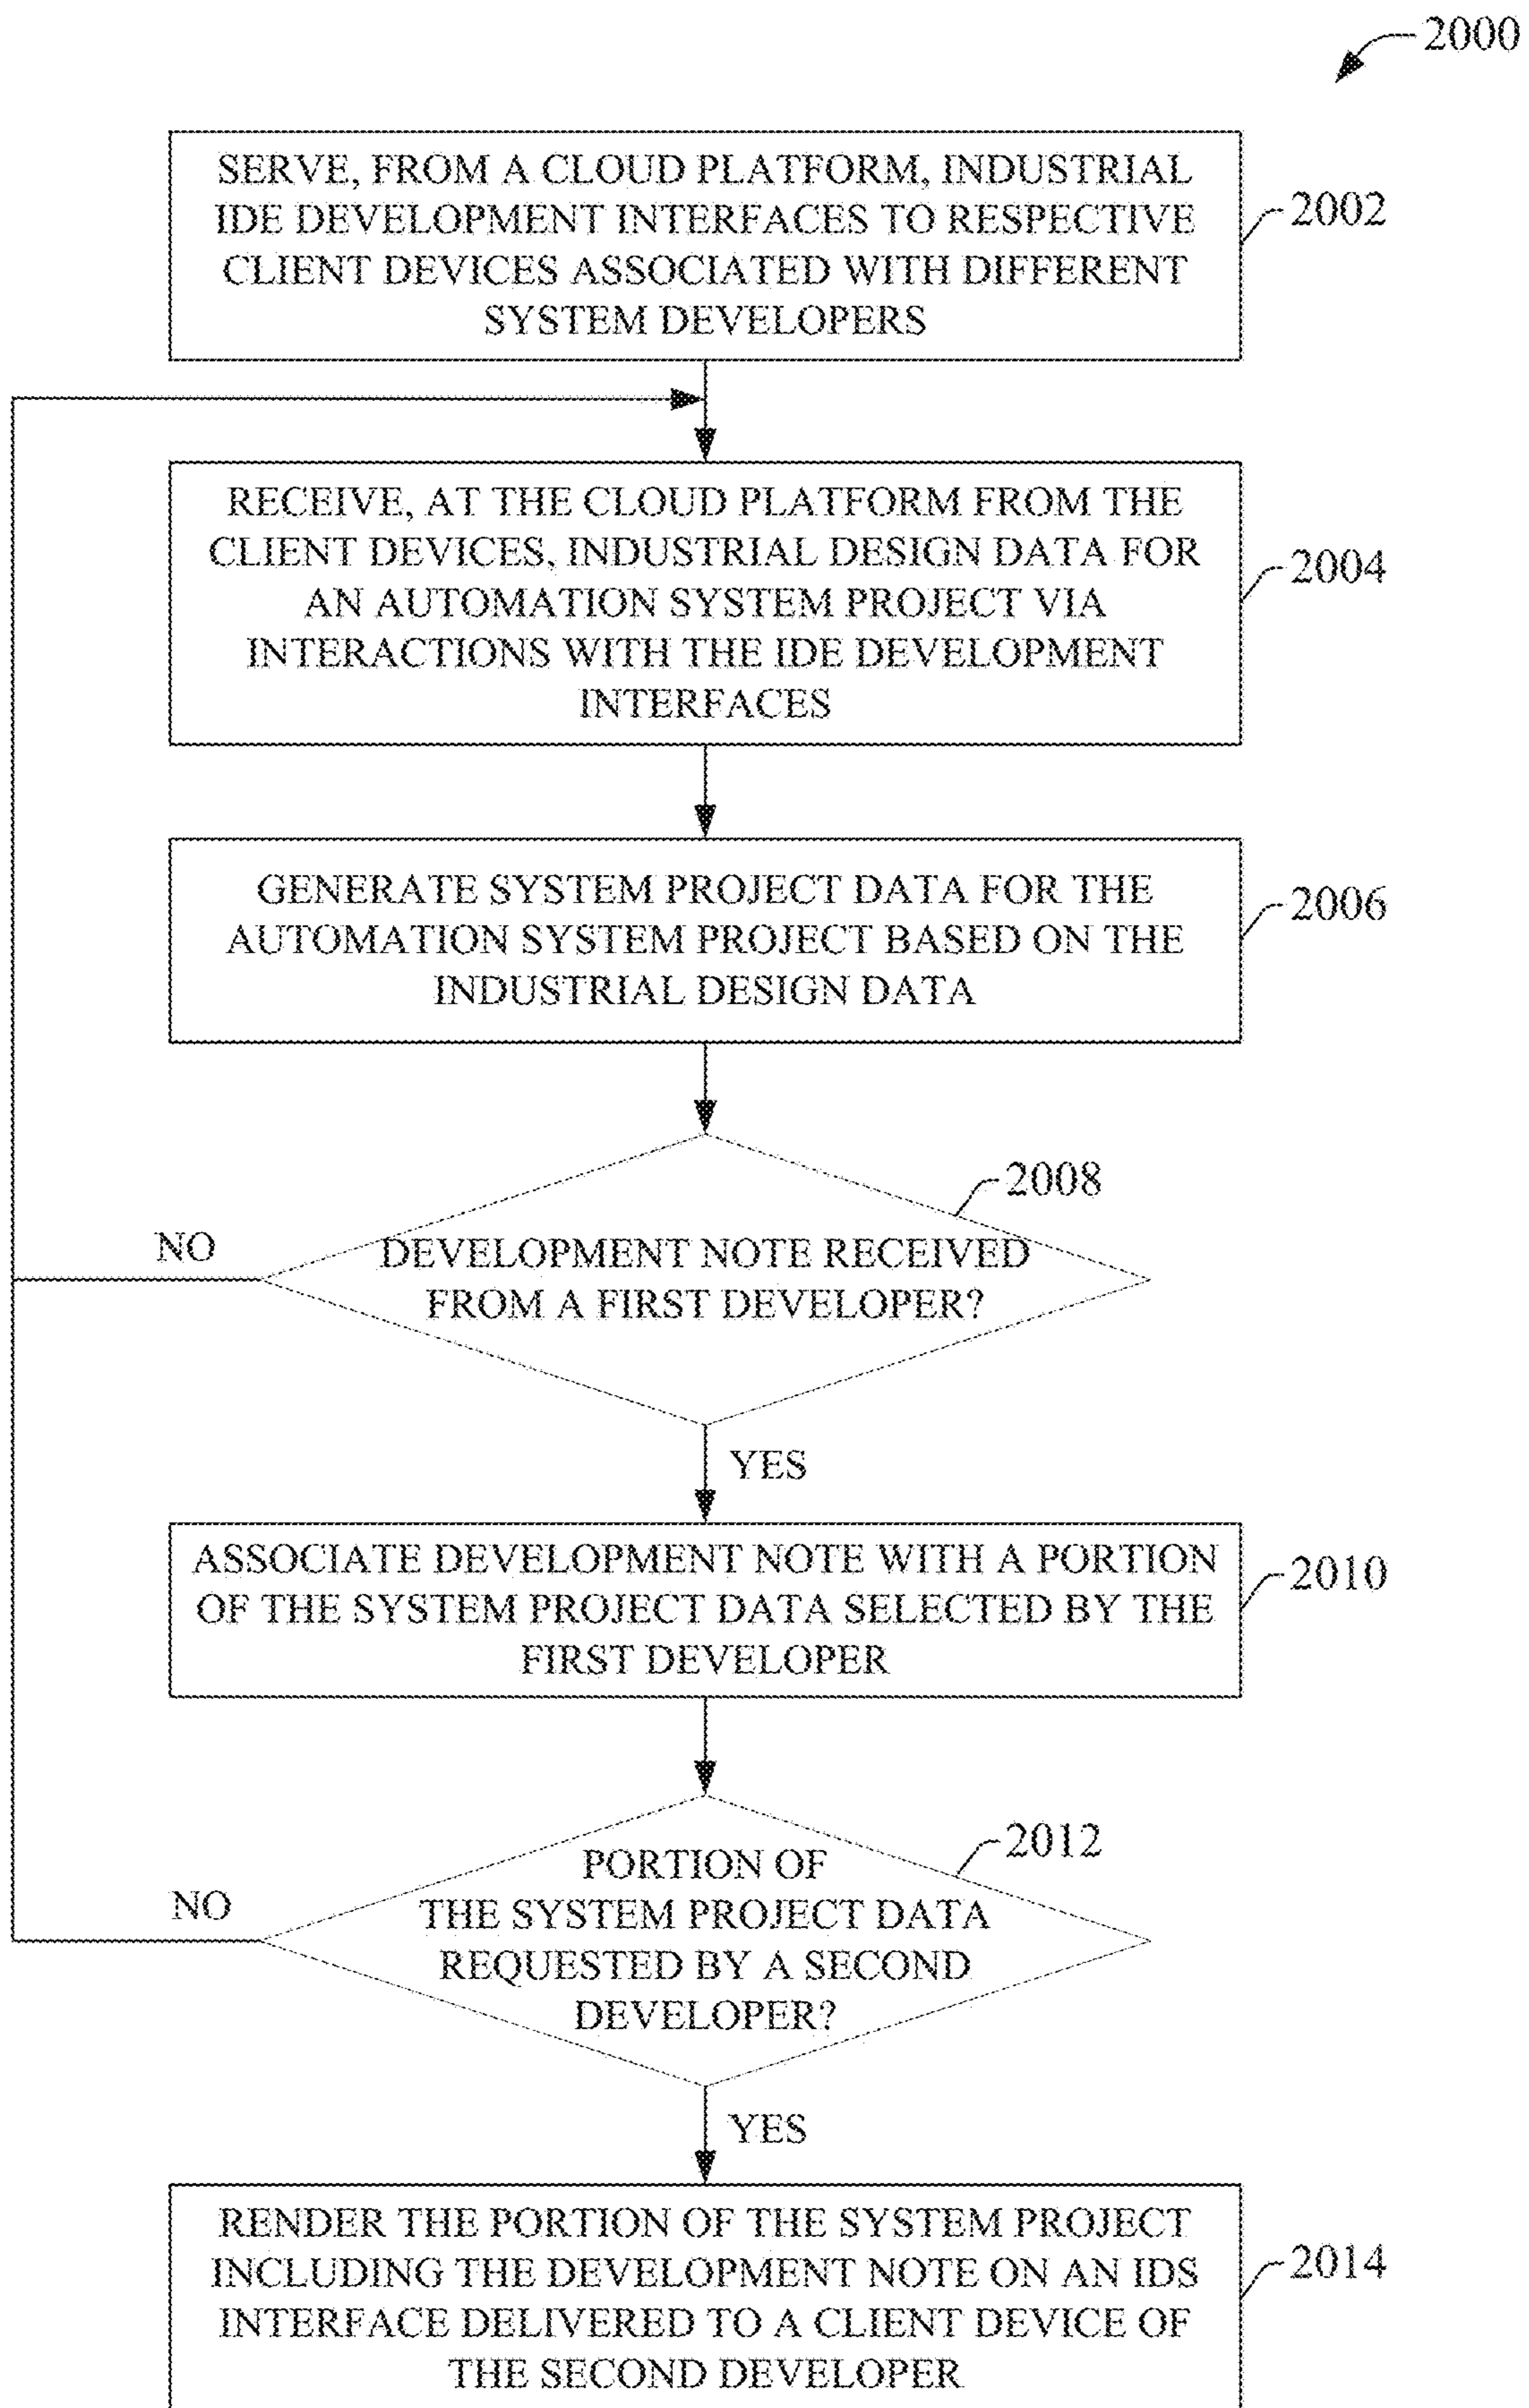 2000
SERVE, FROM A CLOUD PLATFORM, INDUSTRIAL
IDE DEVELOPMENT INTERFACES TO RESPECTIVE
CLIENT DEVICES ASSOCIATED WITH DIFFERENT
SYSTEM DEVELOPERS
2002
RECEIVE, AT THE CLOUD PLATFORM FROM THE
CLIENT DEVICES, INDUSTRIAL DESIGN DATA FOR
AN AUTOMATION SYSTEM PROJECT VIA
INTERACTIONS WITH THE IDE DEVELOPMENT
INTERFACES
2004
GENERATE SYSTEM PROJECT DATA FOR THE
AUTOMATION SYSTEM PROJECT BASED ON THE
INDUSTRIAL DESIGN DATA
2006
2008
NO
DEVELOPMENT NOTE RECEIVED
FROM A FIRST DEVELOPER?
YES
ASSOCIATE DEVELOPMENT NOTE WITH A PORTION
OF THE SYSTEM PROJECT DATA SELECTED BY THE
FIRST DEVELOPER
2010
2012
NO
PORTION OF
THE SYSTEM PROJECT DATA
REQUESTED BY A SECOND
DEVELOPER?
YES
RENDER THE PORTION OF THE SYSTEM PROJECT
INCLUDING THE DEVELOPMENT NOTE ON AN IDS
INTERFACE DELIVERED TO A CLIENT DEVICE OF
THE SECOND DEVELOPER
2014